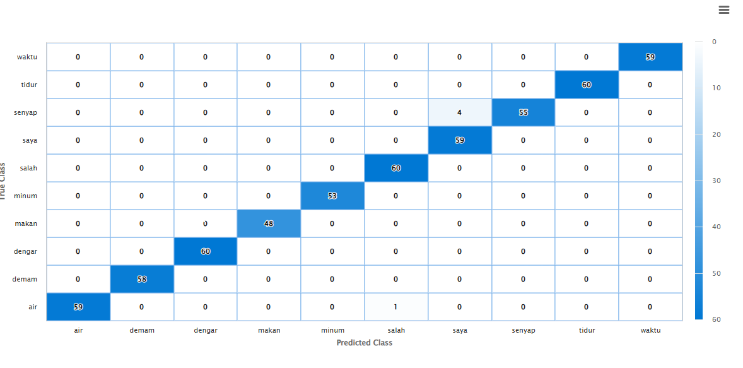 waktu 0 0 0 0 0 0 0 0 0 59
tidur 0 0 0 0 0 0 0 0 60 0
senyap 0 0 0 0 0 0 4 55 0 0
saya 0 0 0 0 0 0 59 0 0 0
salah 0 0 0 0 0 60 0 0 0 0
minum 0 0 0 0 53 0 0 0 0 0
makan 0 0 0 48 0 0 0 0 0 0
dengar 0 0 60 0 0 0 0 0 0 0
demam 0 58 0 0 0 0 0 0 0 0
air 59 0 0 0 0 1 0 0 0 0
air demam dengar makan minum salah saya senyap tidur waktu
Predicted Class
True Class
0
10
20
30
40
50
60